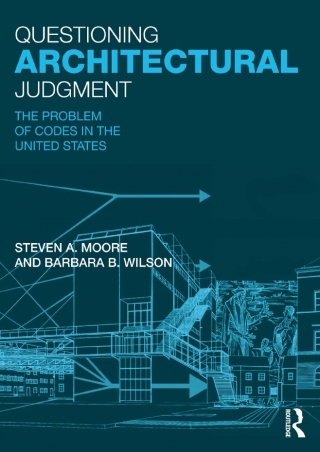 QUESTIONING
ARCHITECTURAL
JUDGMENT
THE PROBLEM
OF CODES IN THE
UNITED STATES
STEVEN A. MOORE
AND BARBARA B. WILSON
ROUTLEDGE